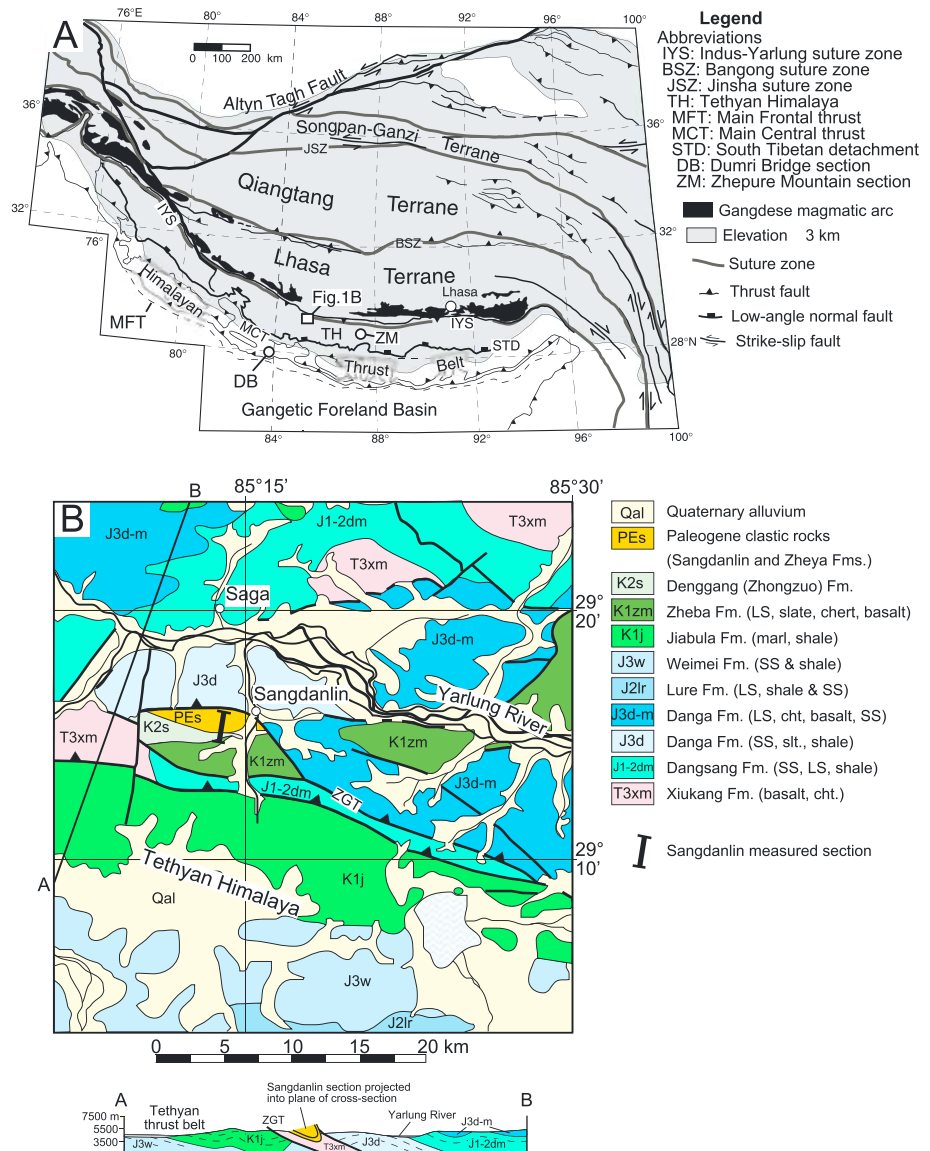 A
76°E
80°
84°
88°
92°
96°
100°
0 100 200 km
Altyn Tagh Fault
36°
36°
Songpan-Ganzi
Terrane
JSZ
Qiangtang
Terrane
32°
32°
IYS
BSZ
Lhasa
Terrane
76°
Himalayan
Fig.1B
Lhasa
IYS
MFT
MCT
TH
ZM
STD
28°N
80°
DB
Thrust
Belt
Gangetic Foreland Basin
84°
88°
92°
96°
100°
Legend
Abbreviations
IYS: Indus-Yarlung suture zone
BSZ: Bangong suture zone
JSZ: Jinsha suture zone
TH: Tethyan Himalaya
MFT: Main Frontal thrust
MCT: Main Central thrust
STD: South Tibetan detachment
DB: Dumri Bridge section
ZM: Zhepure Mountain section
Gangdese magmatic arc
Elevation 3 km
Suture zone
Thrust fault
Low-angle normal fault
Strike-slip fault
B
B
85°15'
85°30'
J3d-m
J1-2dm
T3xm
T3xm
Saga
29°
20'
J3d-m
J3d
Sangdanlin
Yarlung River
PEs
K2s
T3xm
K1zm
K1zm
J1-2dm
ZGT
J3d-m
29°
10'
A
Tethyan Himalaya
K1j
Qal
J3w
J2lr
0 5 10 15 20 km
Qal Quaternary alluvium
PEs Paleogene clastic rocks
(Sangdanlin and Zheya Fms.)
K2s Denggang (Zhongzuo) Fm.
K1zm Zheba Fm. (LS, slate, chert, basalt)
K1j Jiabula Fm. (marl, shale)
J3w Weimei Fm. (SS & shale)
J2lr Lure Fm. (LS, shale & SS)
J3d-m Danga Fm. (LS, cht, basalt, SS)
J3d Danga Fm. (SS, slt., shale)
J1-2dm Dangsang Fm. (SS, LS, shale)
T3xm Xiukang Fm. (basalt, cht.)
Sangdanlin measured section
Sangdanlin section projected
into plane of cross-section
A
B
7500 m
5500
3500
Tethyan
thrust belt
ZGT
Yarlung River
J3d-m
J3w
K1j
T3xm
J3d
J1-2dm